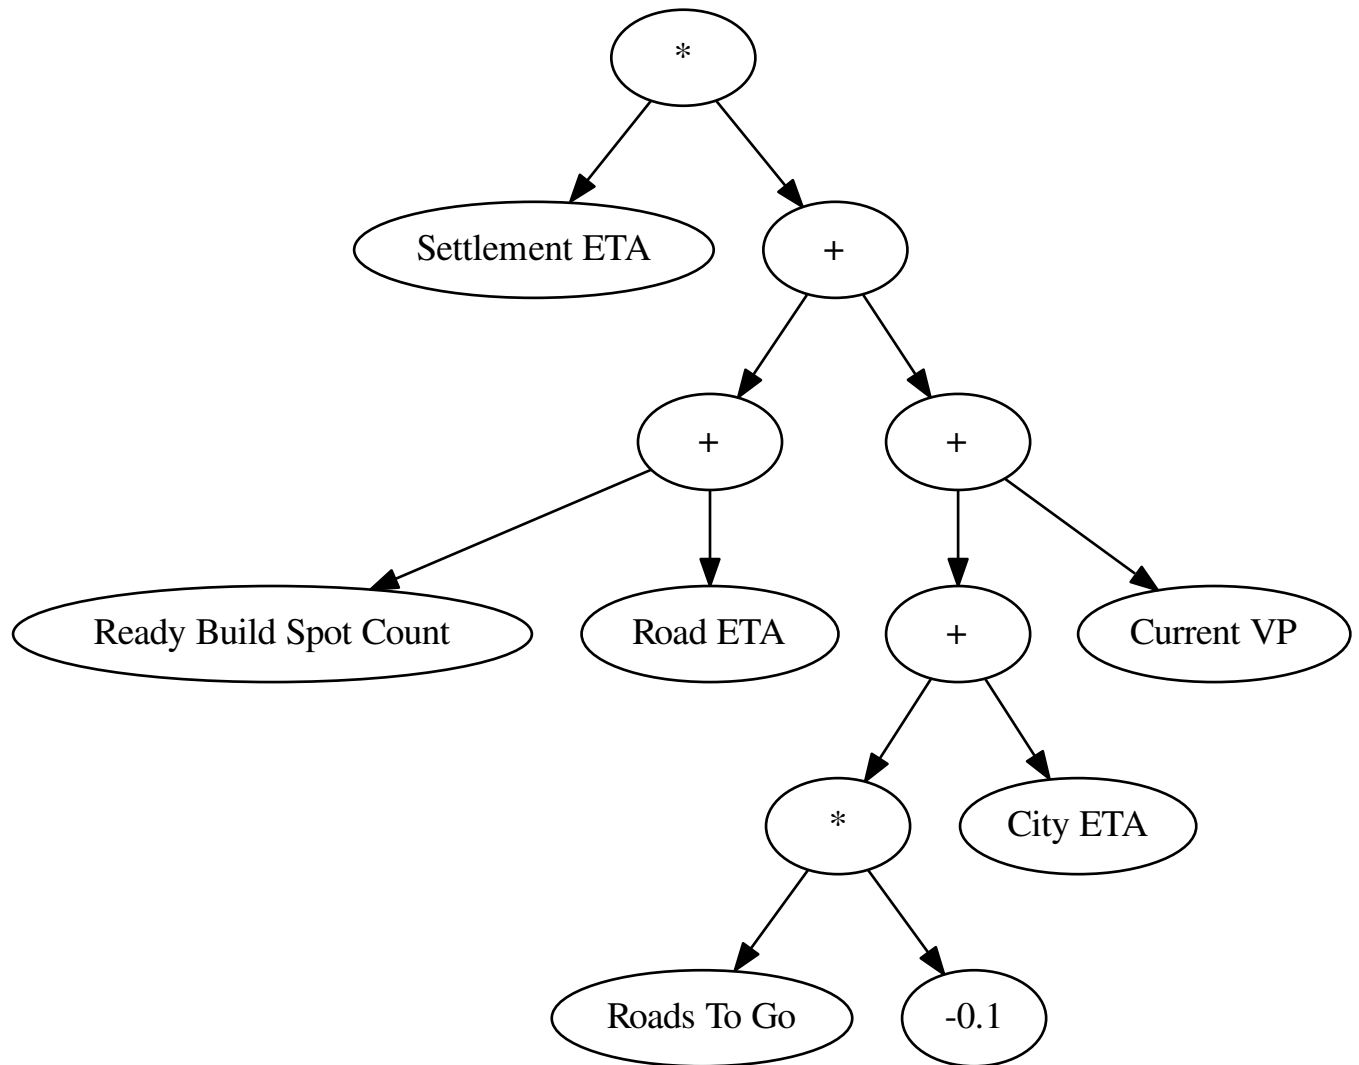 *
Settlement ETA
+
+
+
Ready Build Spot Count
Road ETA
+
Current VP
*
City ETA
Roads To Go
-0.1